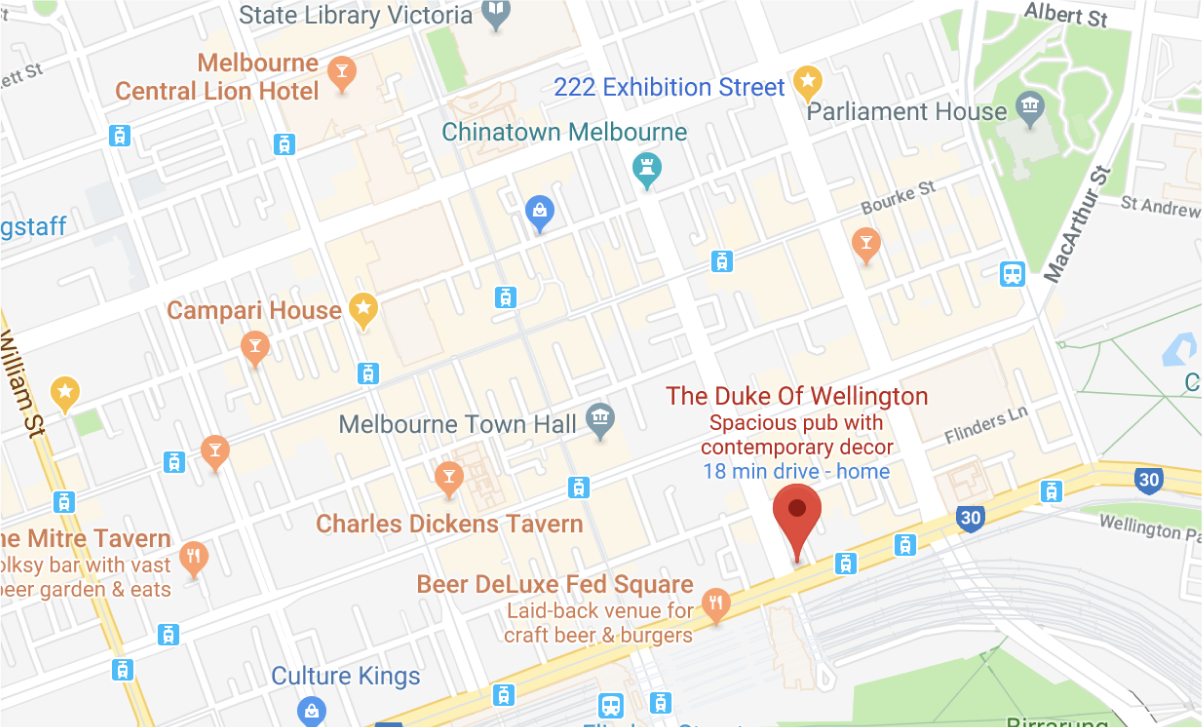 State Library Victoria
Albert St
Melbourne
Central Lion Hotel
ett St
222 Exhibition Street
Parliament House
Chinatown Melbourne
Bourke St
MacArthur St
St Andrew
gstaff
Campari House
William St
The Duke Of Wellington
Spacious pub with
contemporary decor
18 min drive - home
Melbourne Town Hall
Flinders Ln
C
30
30
Charles Dickens Tavern
Wellington Pa
ne Mitre Tavern
olksy bar with vast
beer garden & eats
Beer DeLuxe Fed Square
Laid-back venue for
craft beer & burgers
Culture Kings
Birrarung